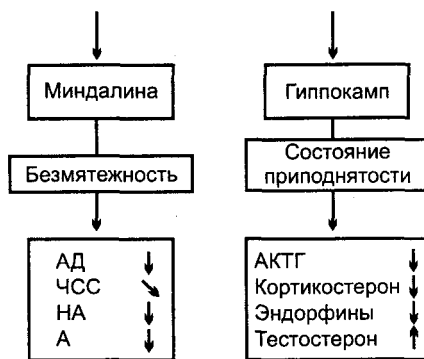 Миндалина
Безмятежность
АД ↓
ЧСС ↘
НА ↓
А ↓
Гиппокамп
Состояние
приподнятости
АКТГ ↓
Кортикостерон ↓
Эндорфины ↓
Тестостерон ↑